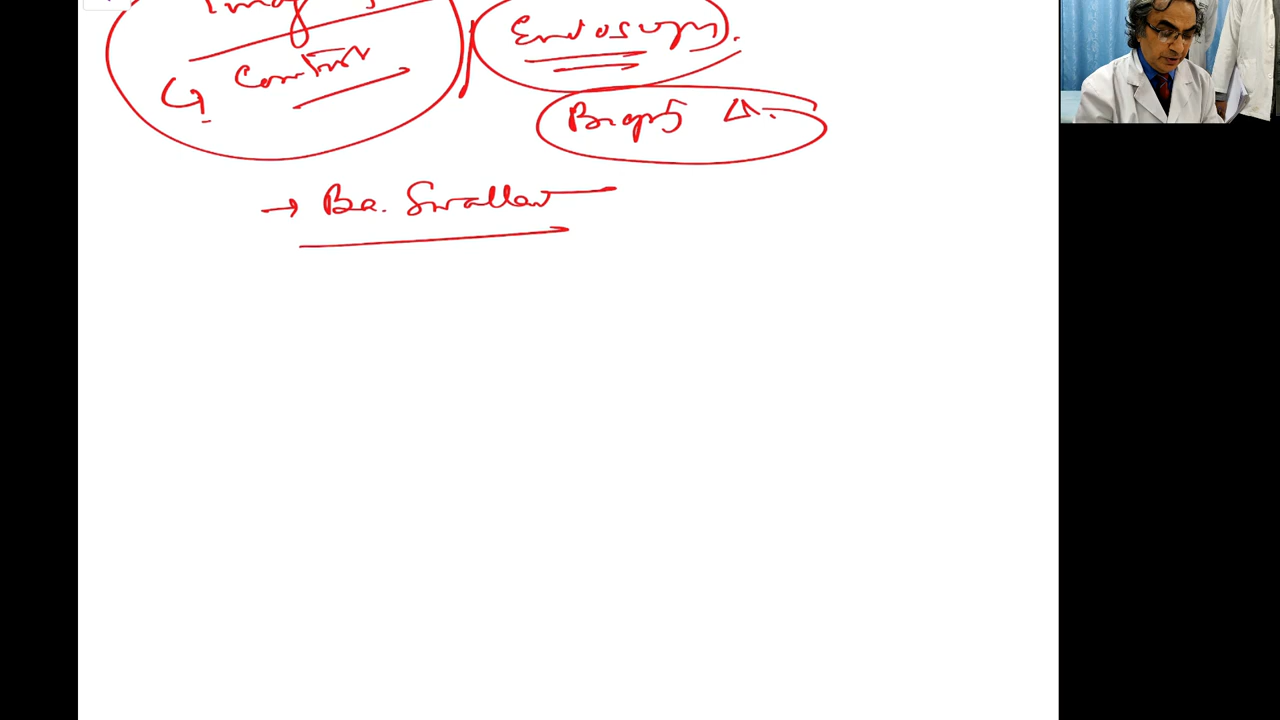 Imaging
Contrast
Endoscopy.
Biopsy Δ.
→ Ba. Swallow